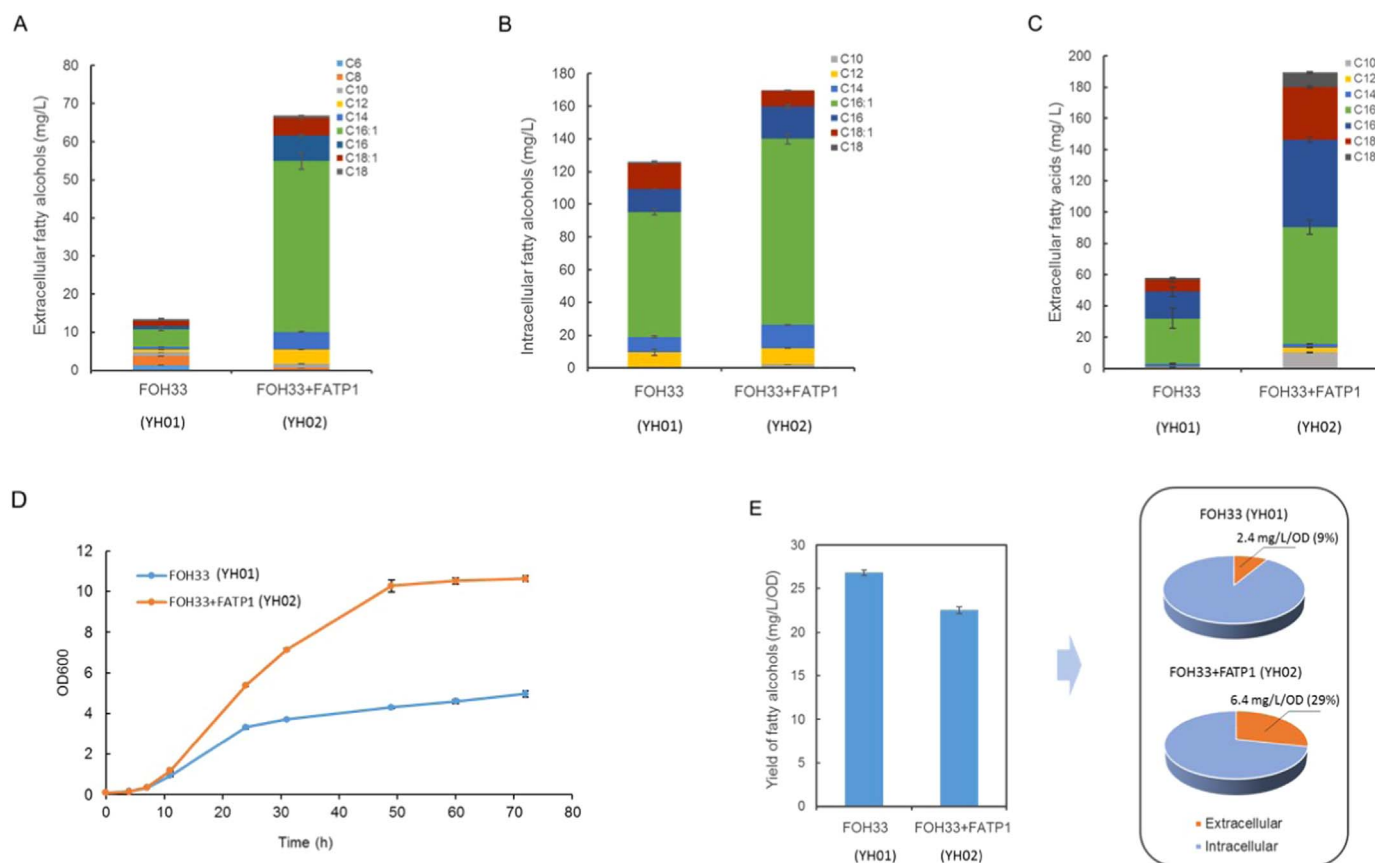 A
Extracellular fatty alcohols (mg/L)
80
70
60
50
40
30
20
10
0
C6
C8
C10
C12
C14
C16:1
C16
C18:1
C18
FOH33
FOH33+FATP1
(YH01)
(YH02)
B
Intracellular fatty alcohols (mg/L)
180
160
140
120
100
80
60
40
20
0
C10
C12
C14
C16:1
C16
C18:1
C18
FOH33
FOH33+FATP1
(YH01)
(YH02)
C
Extracellular fatty acids (mg/ L)
200
180
160
140
120
100
80
60
40
20
0
C10
C12
C14
C16
C16
C18
C18
FOH33
FOH33+FATP1
(YH01)
(YH02)
D
OD600
12
10
8
6
4
2
0
FOH33 (YH01)
FOH33+FATP1 (YH02)
0 10 20 30 40 50 60 70 80
Time (h)
E
Yield of fatty alcohols (mg/L/OD)
30
25
20
15
10
5
0
FOH33
FOH33+FATP1
(YH01)
(YH02)
FOH33 (YH01)
2.4 mg/L/OD (9%)
FOH33+FATP1 (YH02)
6.4 mg/L/OD (29%)
Extracellular
Intracellular